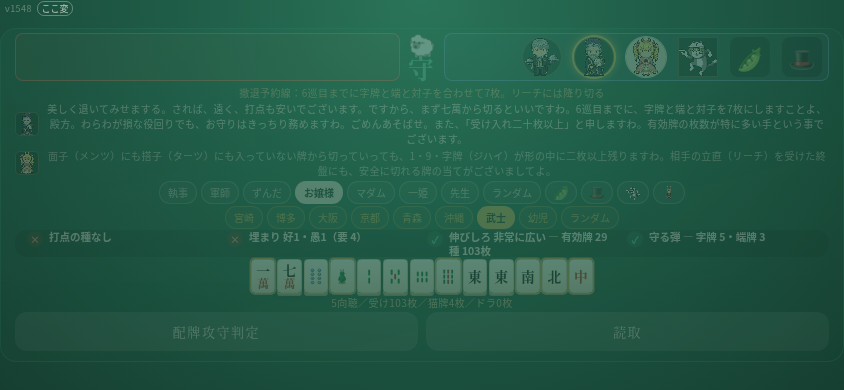 v1548 ここ変
守
撤退予約線：6巡目までに字牌と端と対子を合わせて7枚。リーチには降り切る
美しく退いてみせまする。されば、遠く、打点も安いでございます。ですから、まず七萬から切るといいですわ。6巡目までに、字牌と端と対子を7枚にしますことよ、
殿方。わらわが損な役回りでも、お守りはきっちり務めますわ。ごめんあそばせ。また、「受け入れ二十枚以上」と申しますわ。有効牌の枚数が特に多い手という事で
ございます。
面子（メンツ）にも搭子（ターツ）にも入っていない牌から切っていっても、1・9・字牌（ジハイ）が形の中に二枚以上残りますわ。相手の立直（リーチ）を受けた終
盤にも、安全に切れる牌の当てがございましてよ。
執事 軍師 ずんだ お嬢様 マダム 一姫 先生 ランダム
宮崎 博多 大阪 京都 青森 沖縄 武士 幼児 ランダム
× 打点の種なし × 埋まり 好1・愚1（要 4） ✓ 伸びしろ 非常に広い — 有効牌 29 ✓ 守る弾 — 字牌 5・端牌 3
種 103枚
一萬 七萬 東 東 南 北 中
5向聴／受け103枚／猫牌4枚／ドラ0枚
配牌攻守判定 読取